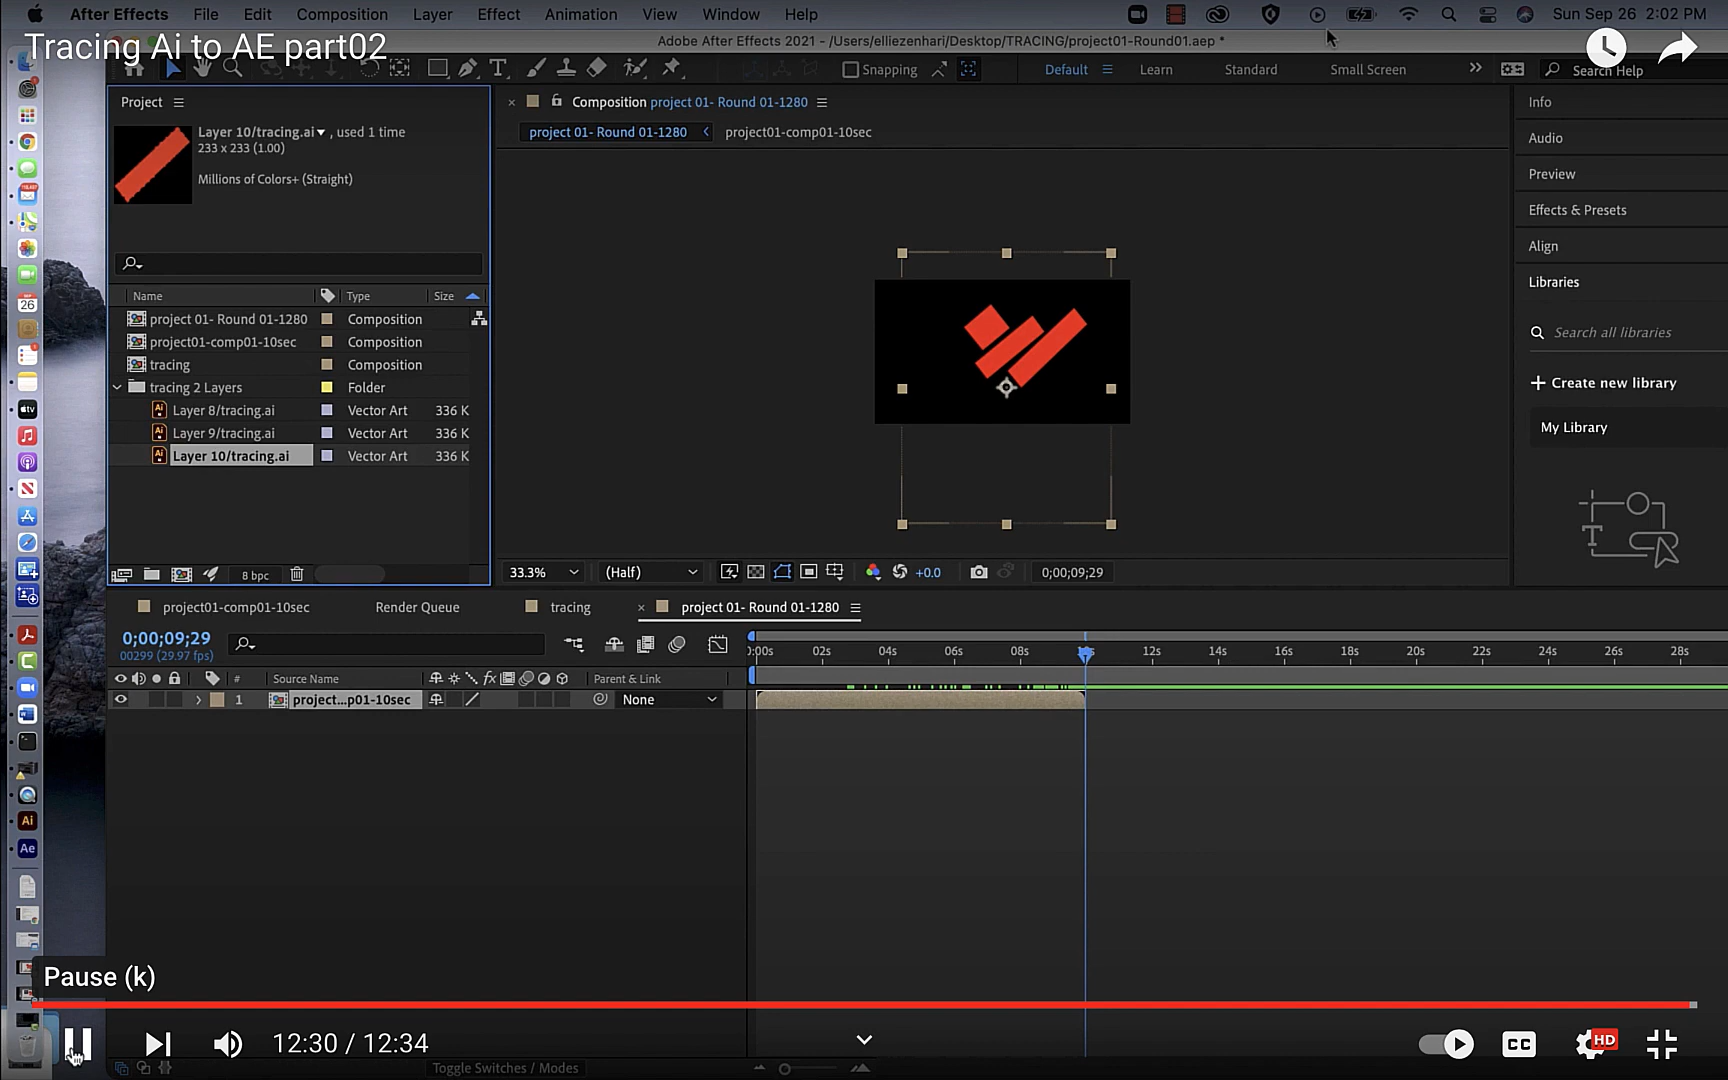 After Effects File Edit Composition Layer Effect Animation View Window Help Sun Sep 26 2:02 PM
Tracing Ai to AE part02
Adobe After Effects 2021 - /Users/elliezenhari/Desktop/TRACING/project01-Round01.aep *
Snapping Default Learn Standard Small Screen Search Help
Project
Layer 10/tracing.ai , used 1 time
233 x 233 (1.00)
Millions of Colors+ (Straight)
Name Type Size
project 01- Round 01-1280 Composition
project01-comp01-10sec Composition
tracing Composition
tracing 2 Layers Folder
Layer 8/tracing.ai Vector Art 336 K
Layer 9/tracing.ai Vector Art 336 K
Layer 10/tracing.ai Vector Art 336 K
8 bpc
Composition project 01- Round 01-1280
project 01- Round 01-1280 project01-comp01-10sec
33.3% (Half) +0.0 0;00;09;29
Info
Audio
Preview
Effects & Presets
Align
Libraries
Search all libraries
Create new library
My Library
project01-comp01-10sec Render Queue tracing project 01- Round 01-1280
0;00;09;29
00299 (29.97 fps)
0:00s 02s 04s 06s 08s 12s 14s 16s 18s 20s 22s 24s 26s 28s
# Source Name Parent & Link
1 project...p01-10sec None
Pause (k)
12:30 / 12:34
CC HD
Toggle Switches / Modes
26
tv
Ai
Ae